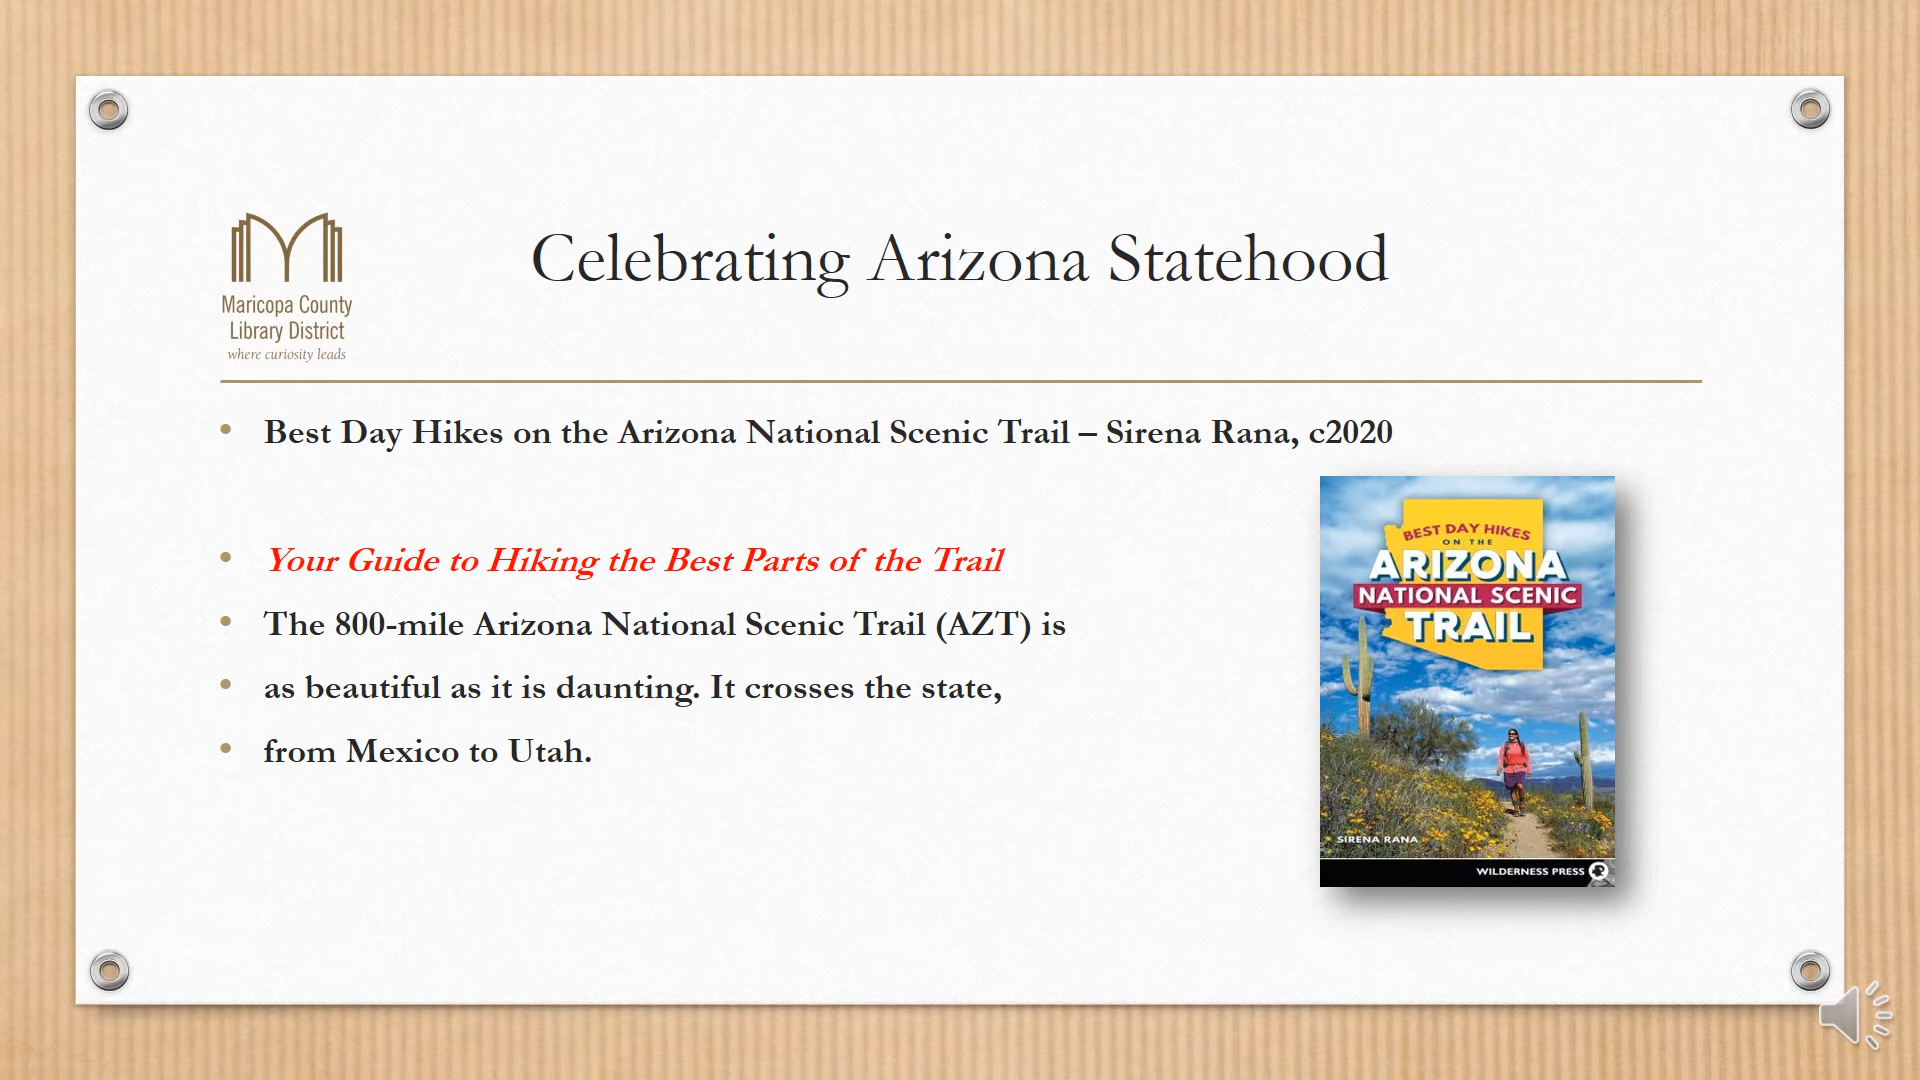 Maricopa County
Library District
where curiosity leads
Celebrating Arizona Statehood
• Best Day Hikes on the Arizona National Scenic Trail – Sirena Rana, c2020
• Your Guide to Hiking the Best Parts of the Trail
• The 800-mile Arizona National Scenic Trail (AZT) is
• as beautiful as it is daunting. It crosses the state,
• from Mexico to Utah.
BEST DAY HIKES
ON THE
ARIZONA
NATIONAL SCENIC
TRAIL
SIRENA RANA
WILDERNESS PRESS